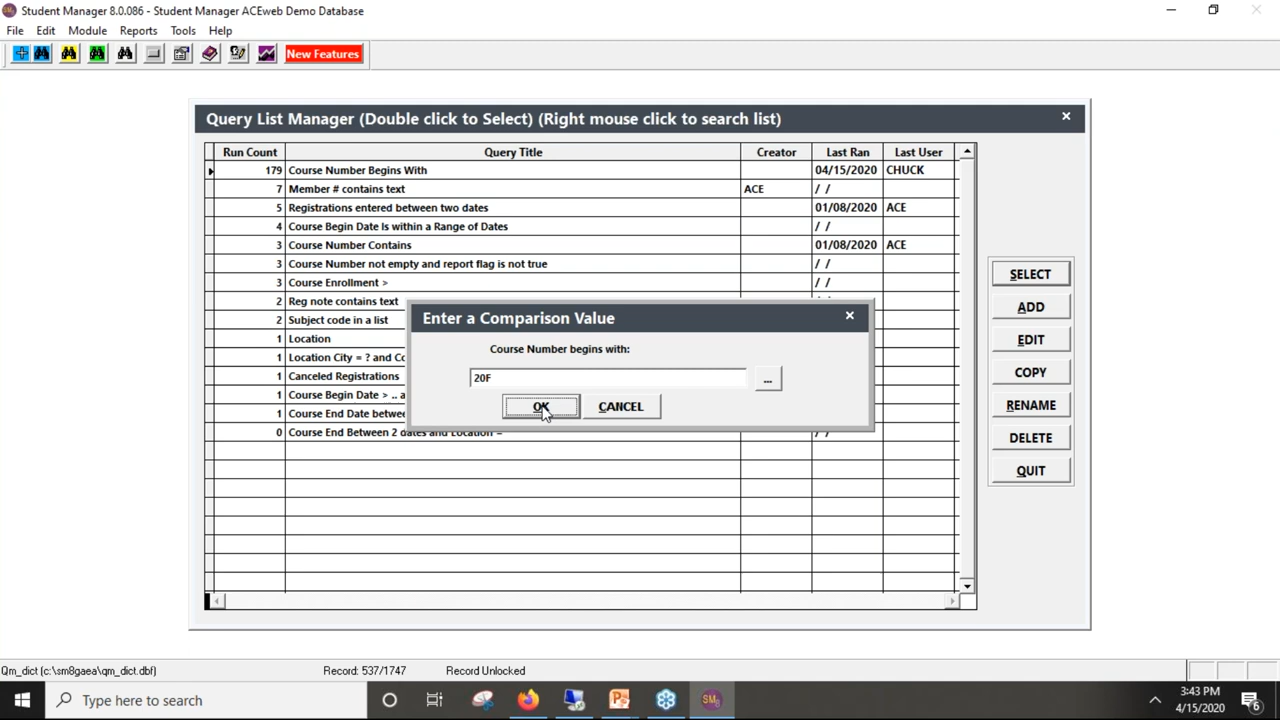 Student Manager 8.0.086 - Student Manager ACEweb Demo Database
File Edit Module Reports Tools Help
New Features
Query List Manager (Double click to Select) (Right mouse click to search list)
Run Count Query Title Creator Last Ran Last User
179 Course Number Begins With 04/15/2020 CHUCK
7 Member # contains text ACE / /
5 Registrations entered between two dates 01/08/2020 ACE
4 Course Begin Date Is within a Range of Dates / /
3 Course Number Contains 01/08/2020 ACE
3 Course Number not empty and report flag is not true / /
3 Course Enrollment > / /
2 Reg note contains text
2 Subject code in a list
1 Location
1 Location City = ? and Co
1 Canceled Registrations
1 Course Begin Date > .. a
1 Course End Date betwee
0 Course End Between 2 dates and Location = / /
Enter a Comparison Value
Course Number begins with:
20F
...
OK CANCEL
SELECT
ADD
EDIT
COPY
RENAME
DELETE
QUIT
Qm_dict (c:\sm8gaea\qm_dict.dbf) Record: 537/1747 Record Unlocked
Type here to search
3:43 PM
4/15/2020
6